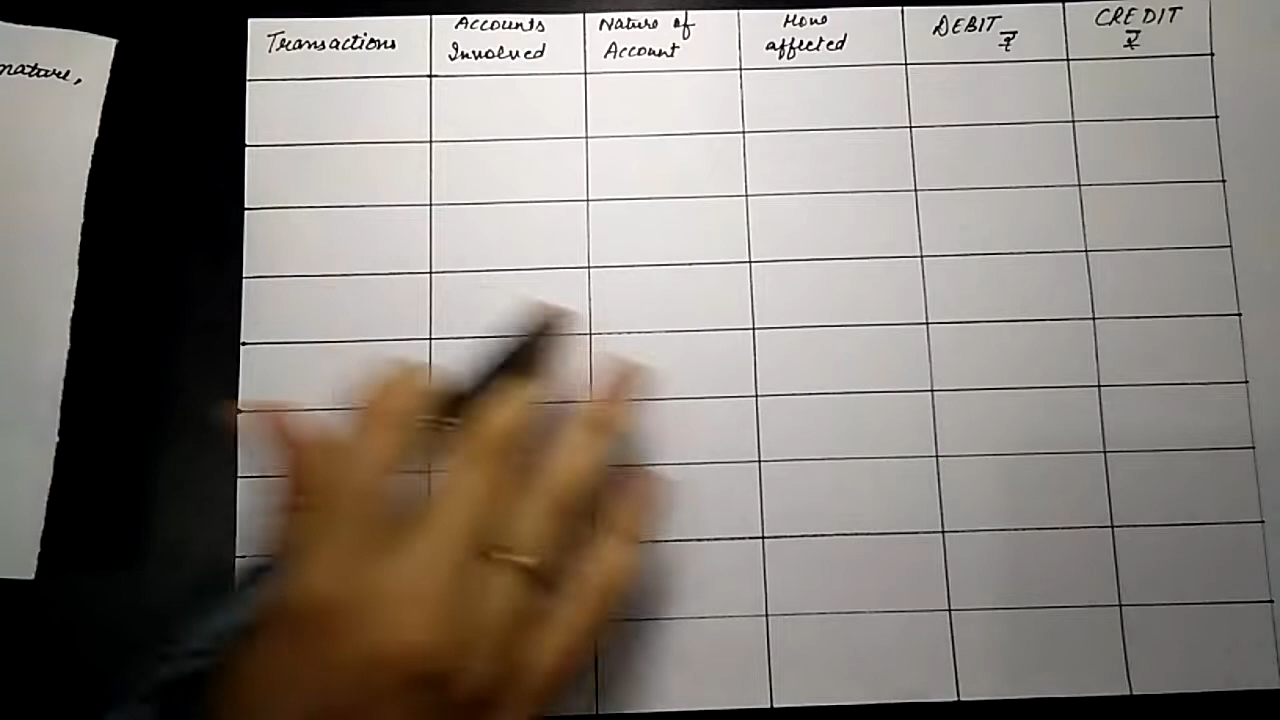 nature,
Transactions
Accounts
Involved
Nature of
Account
How
affected
DEBIT ₹
CREDIT
₹